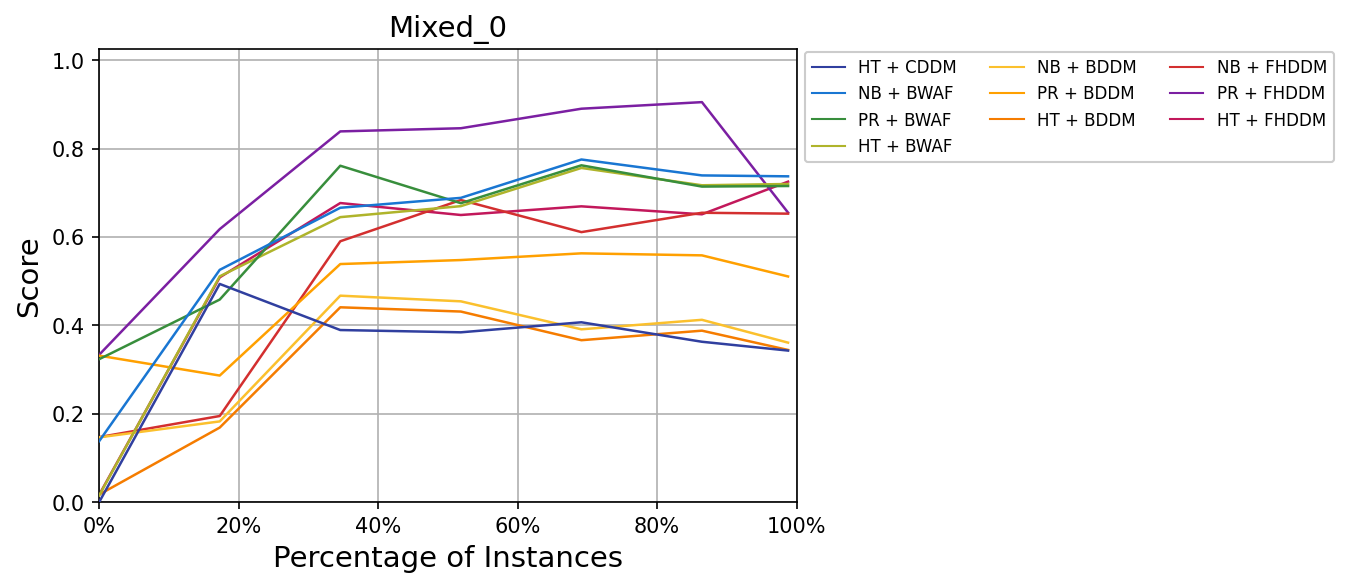 Mixed_0
Score
1.0
0.8
0.6
0.4
0.2
0.0
0% 20% 40% 60% 80% 100%
Percentage of Instances
HT + CDDM NB + BDDM NB + FHDDM
NB + BWAF PR + BDDM PR + FHDDM
PR + BWAF HT + BDDM HT + FHDDM
HT + BWAF